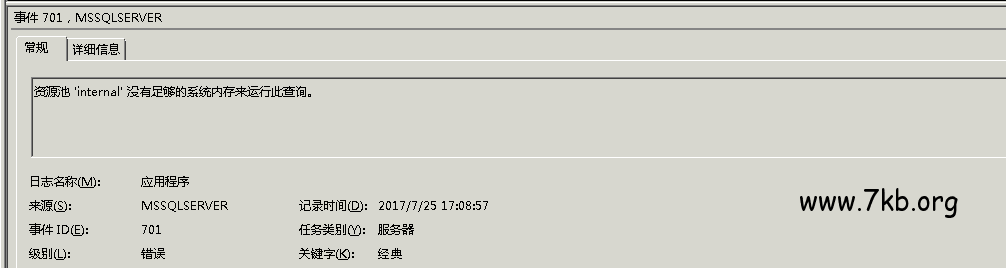 事件 701，MSSQLSERVER
常规 详细信息
资源池 'internal' 没有足够的系统内存来运行此查询。
日志名称(M)： 应用程序
来源(S)： MSSQLSERVER 记录时间(D)： 2017/7/25 17:08:57
事件 ID(E)： 701 任务类别(Y)： 服务器
级别(L)： 错误 关键字(K)： 经典
www.7kb.org